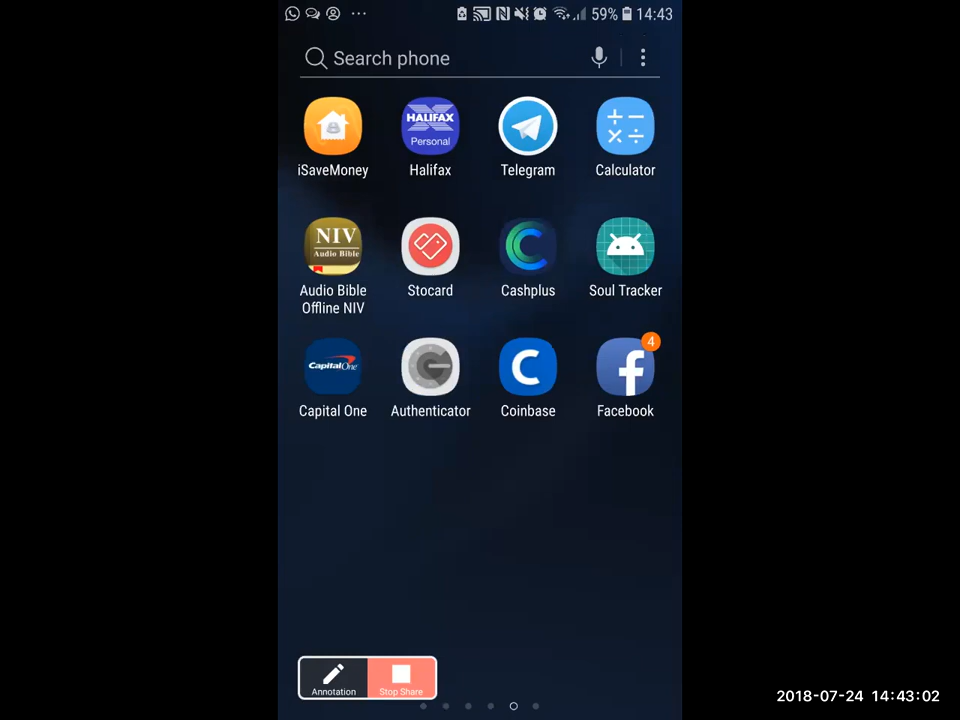 59% 14:43
Search phone
HALIFAX
Personal
iSaveMoney Halifax Telegram Calculator
NIV
Audio Bible
Audio Bible Stocard Cashplus Soul Tracker
Offline NIV
4
Capital One
Capital One Authenticator Coinbase Facebook
Annotation Stop Share
2018-07-24 14:43:02